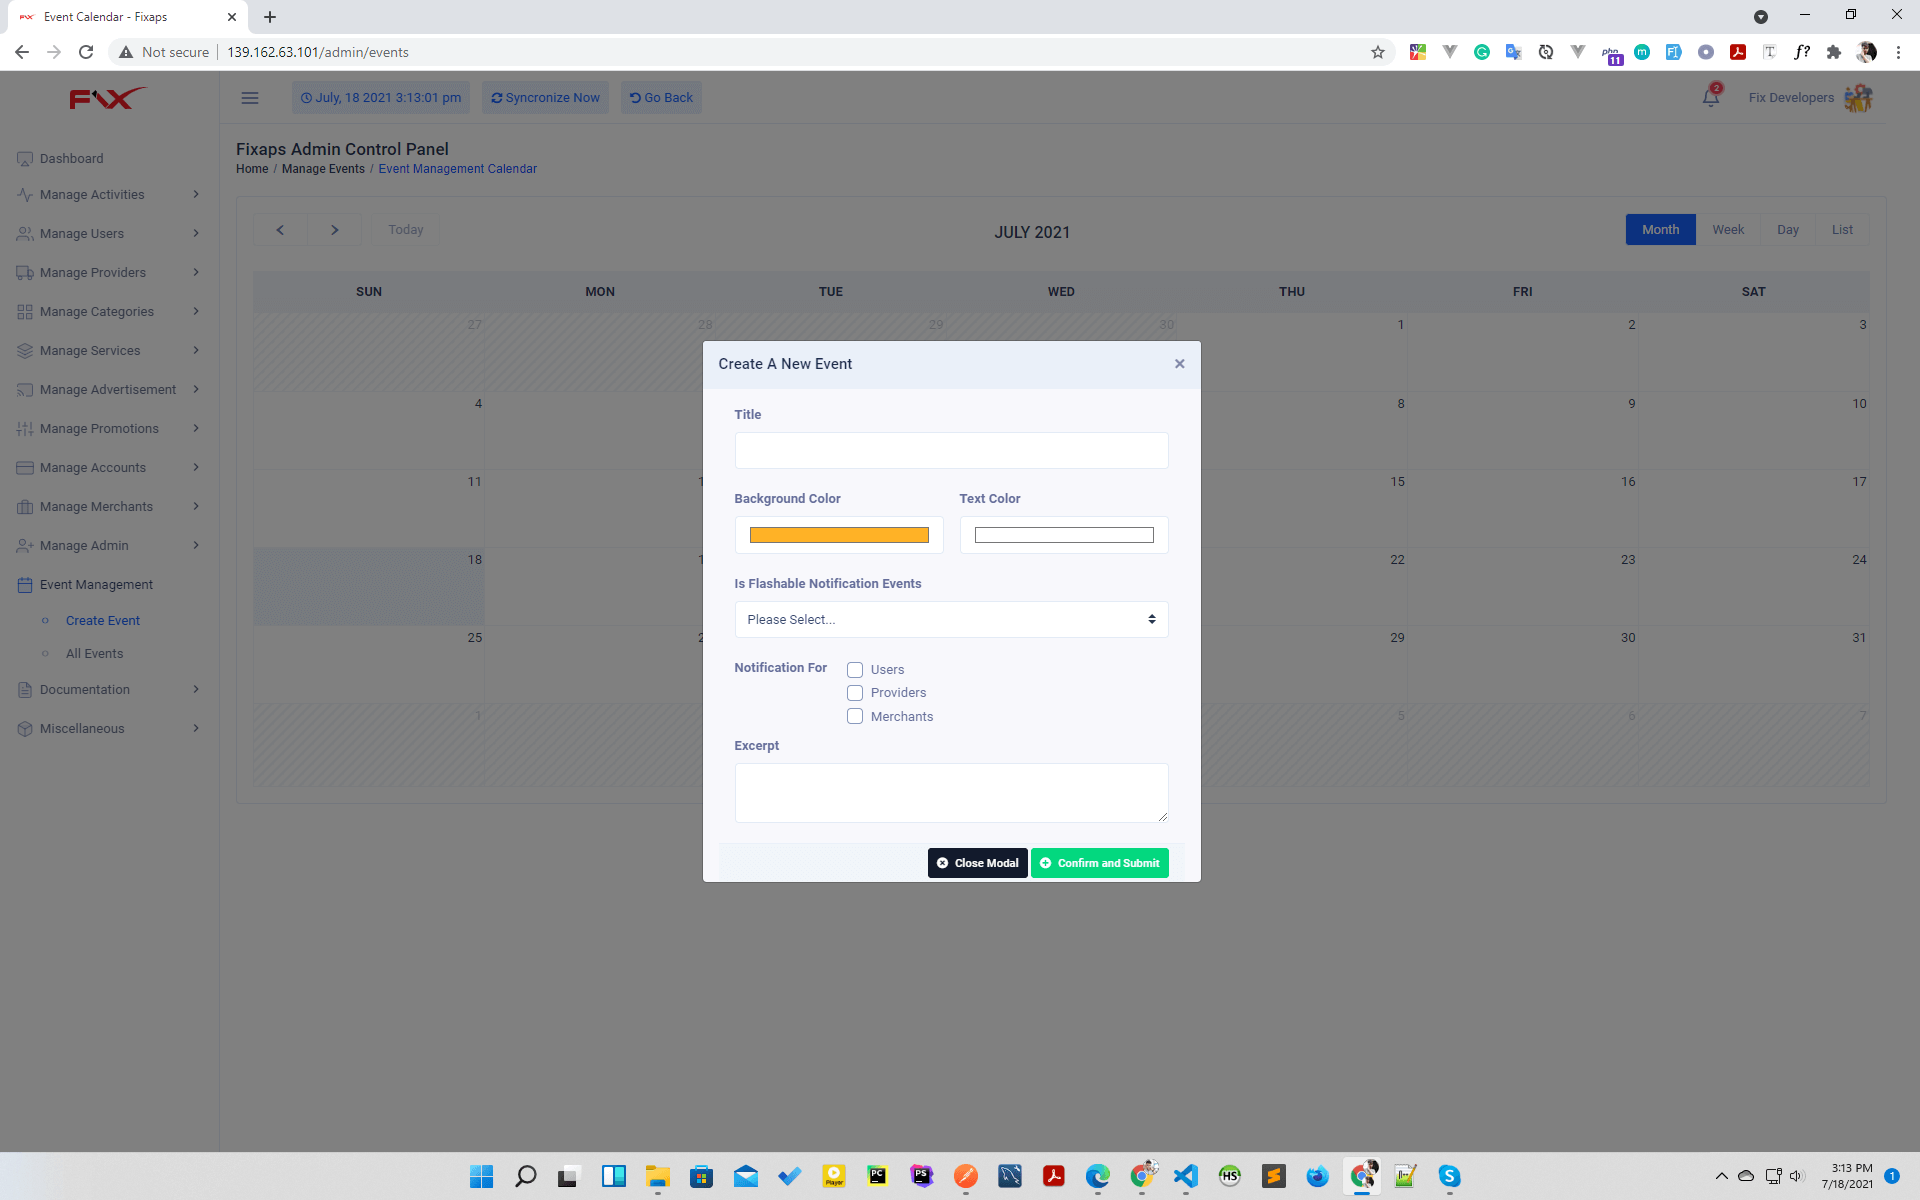 Event Calendar - Fixaps
Not secure
139.162.63.101/admin/events
php
11
m
T
f?
FIX
July, 18 2021 3:13:01 pm
Syncronize Now
Go Back
2
Fix Developers
Dashboard
Manage Activities
Manage Users
Manage Providers
Manage Categories
Manage Services
Manage Advertisement
Manage Promotions
Manage Accounts
Manage Merchants
Manage Admin
Event Management
Create Event
All Events
Documentation
Miscellaneous
Fixaps Admin Control Panel
Home / Manage Events / Event Management Calendar
Today
JULY 2021
Month
Week
Day
List
SUN MON TUE WED THU FRI SAT
27 28 29 30 1 2 3
4 8 9 10
11 15 16 17
18 22 23 24
25 29 30 31
1 5 6 7
Create A New Event
×
Title
Background Color
Text Color
Is Flashable Notification Events
Please Select...
Notification For
Users
Providers
Merchants
Excerpt
Close Modal
Confirm and Submit
Player
PC
PS
HS
S
3:13 PM
7/18/2021
1